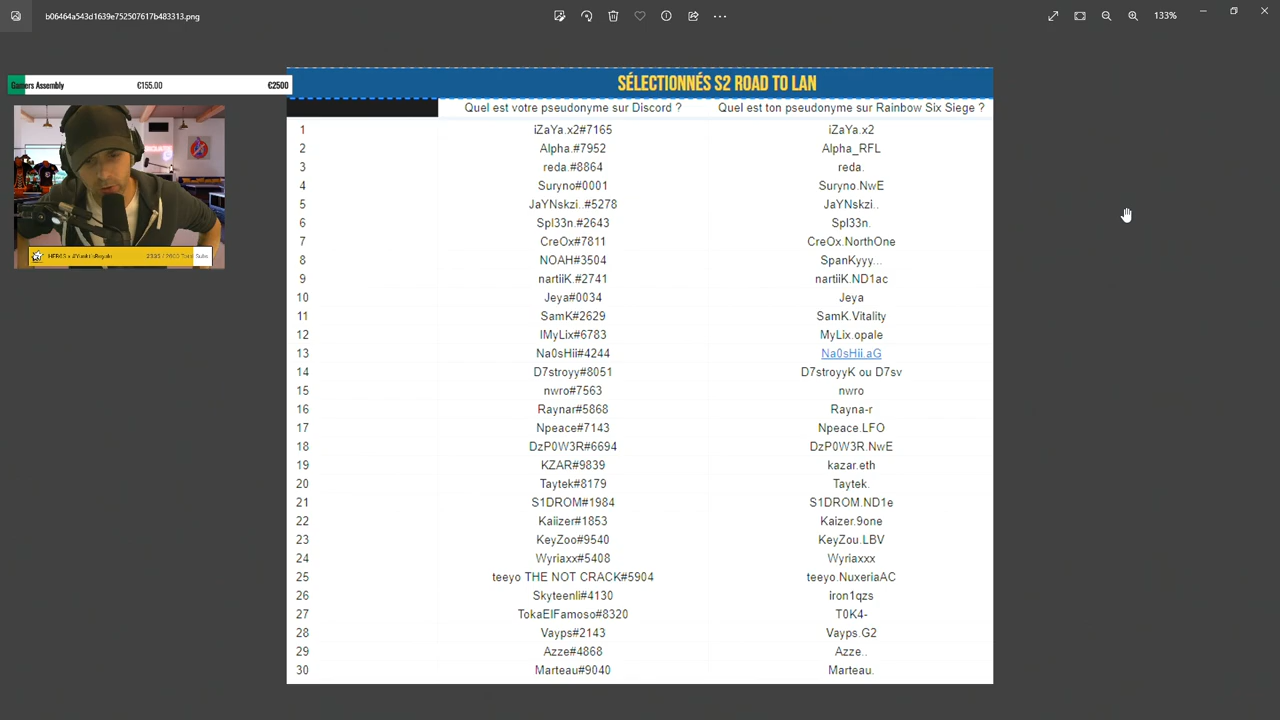 b06464a543d1639e752507617b483313.png
133%
Gamers Assembly €155.00 €2500
SÉLECTIONNÉS S2 ROAD TO LAN
Quel est votre pseudonyme sur Discord ? Quel est ton pseudonyme sur Rainbow Six Siege ?
1 iZaYa.x2#7165 iZaYa.x2
2 Alpha.#7952 Alpha_RFL
3 reda.#8864 reda.
4 Suryno#0001 Suryno.NwE
5 JaYNskzi..#5278 JaYNskzi..
6 Spl33n.#2643 Spl33n.
7 CreOx#7811 CreOx.NorthOne
8 NOAH#3504 SpanKyyy...
9 nartiiK.#2741 nartiiK.ND1ac
10 Jeya#0034 Jeya
11 SamK#2629 SamK.Vitality
12 IMyLix#6783 MyLix.opale
13 Na0sHii#4244 Na0sHii.aG
14 D7stroyy#8051 D7stroyyK ou D7sv
15 nwro#7563 nwro
16 Raynar#5868 Rayna-r
17 Npeace#7143 Npeace.LFO
18 DzP0W3R#6694 DzP0W3R.NwE
19 KZAR#9839 kazar.eth
20 Taytek#8179 Taytek.
21 S1DROM#1984 S1DROM.ND1e
22 Kaiizer#1853 Kaizer.9one
23 KeyZoo#9540 KeyZou.LBV
24 Wyriaxx#5408 Wyriaxxx
25 teeyo THE NOT CRACK#5904 teeyo.NuxeriaAC
26 Skyteenli#4130 iron1qzs
27 TokaElFamoso#8320 T0K4-
28 Vayps#2143 Vayps.G2
29 Azze#4868 Azze..
30 Marteau#9040 Marteau.
Total Subs